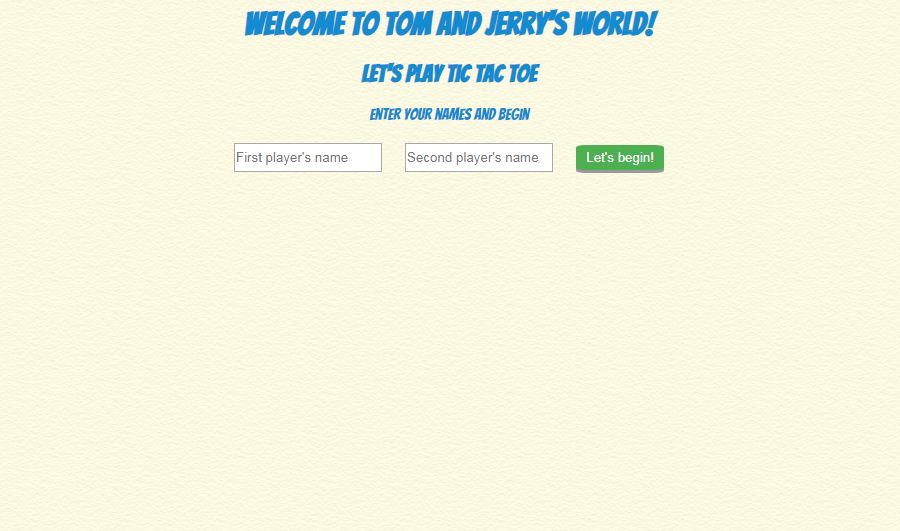 WELCOME TO TOM AND JERRY'S WORLD!
LET'S PLAY TIC TAC TOE
ENTER YOUR NAMES AND BEGIN
First player's name Second player's name Let's begin!